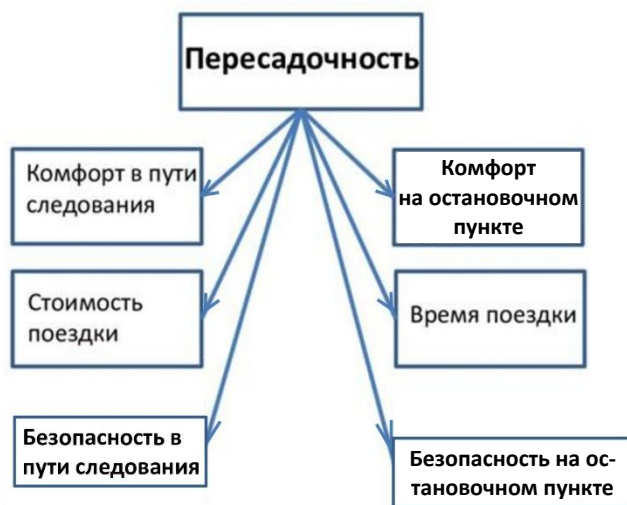 Пересадочность
Комфорт в пути
следования
Комфорт
на остановочном
пункте
Стоимость
поездки
Время поездки
Безопасность в
пути следования
Безопасность на ос-
тановочном пункте